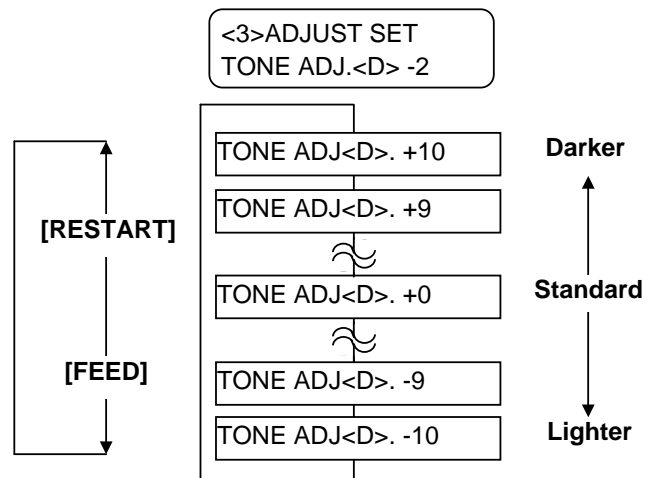 <3>ADJUST SET
TONE ADJ.<D> -2
TONE ADJ<D>. +10
Darker
TONE ADJ<D>. +9
[RESTART]
TONE ADJ<D>. +0
Standard
[FEED]
TONE ADJ<D>. -9
TONE ADJ<D>. -10
Lighter